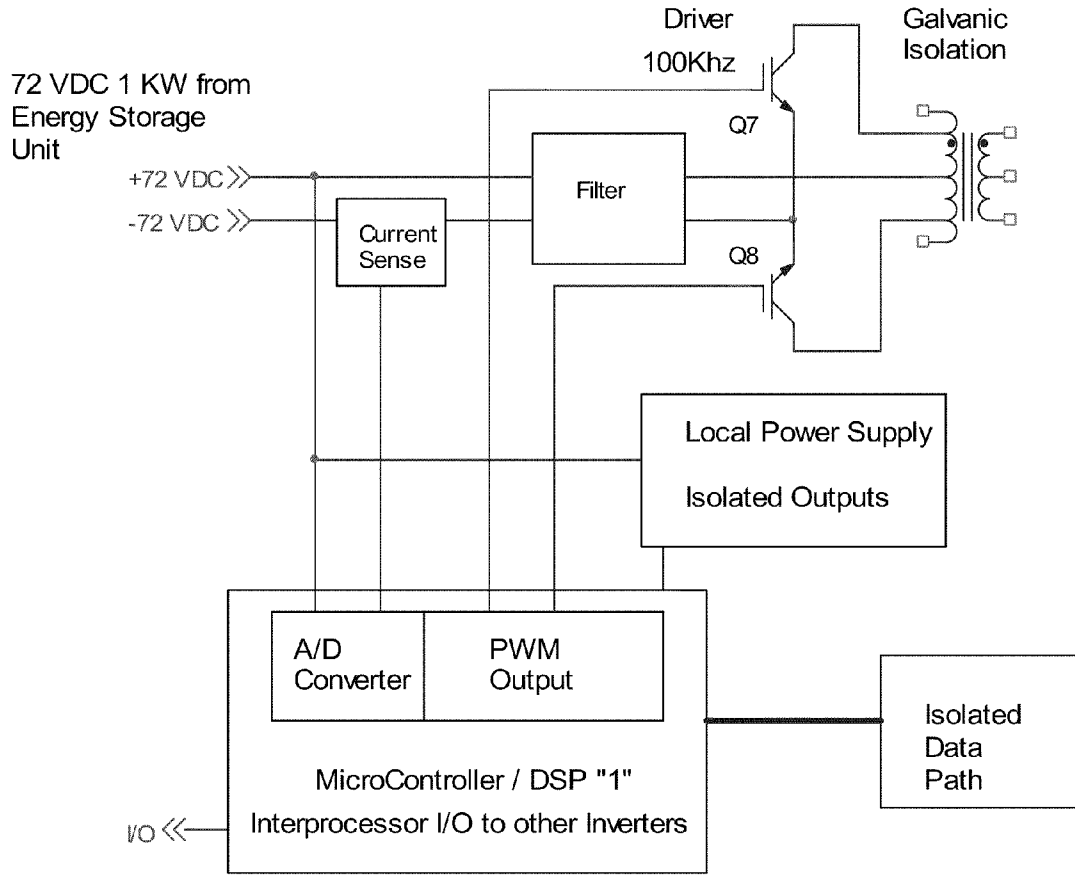 Driver
100Khz
Galvanic
Isolation
72 VDC 1 KW from
Energy Storage
Unit
Q7
+72 VDC
-72 VDC
Filter
Current
Sense
Q8
Local Power Supply
Isolated Outputs
A/D
Converter
PWM
Output
Isolated
Data
Path
MicroController / DSP "1"
Interprocessor I/O to other Inverters
I/O